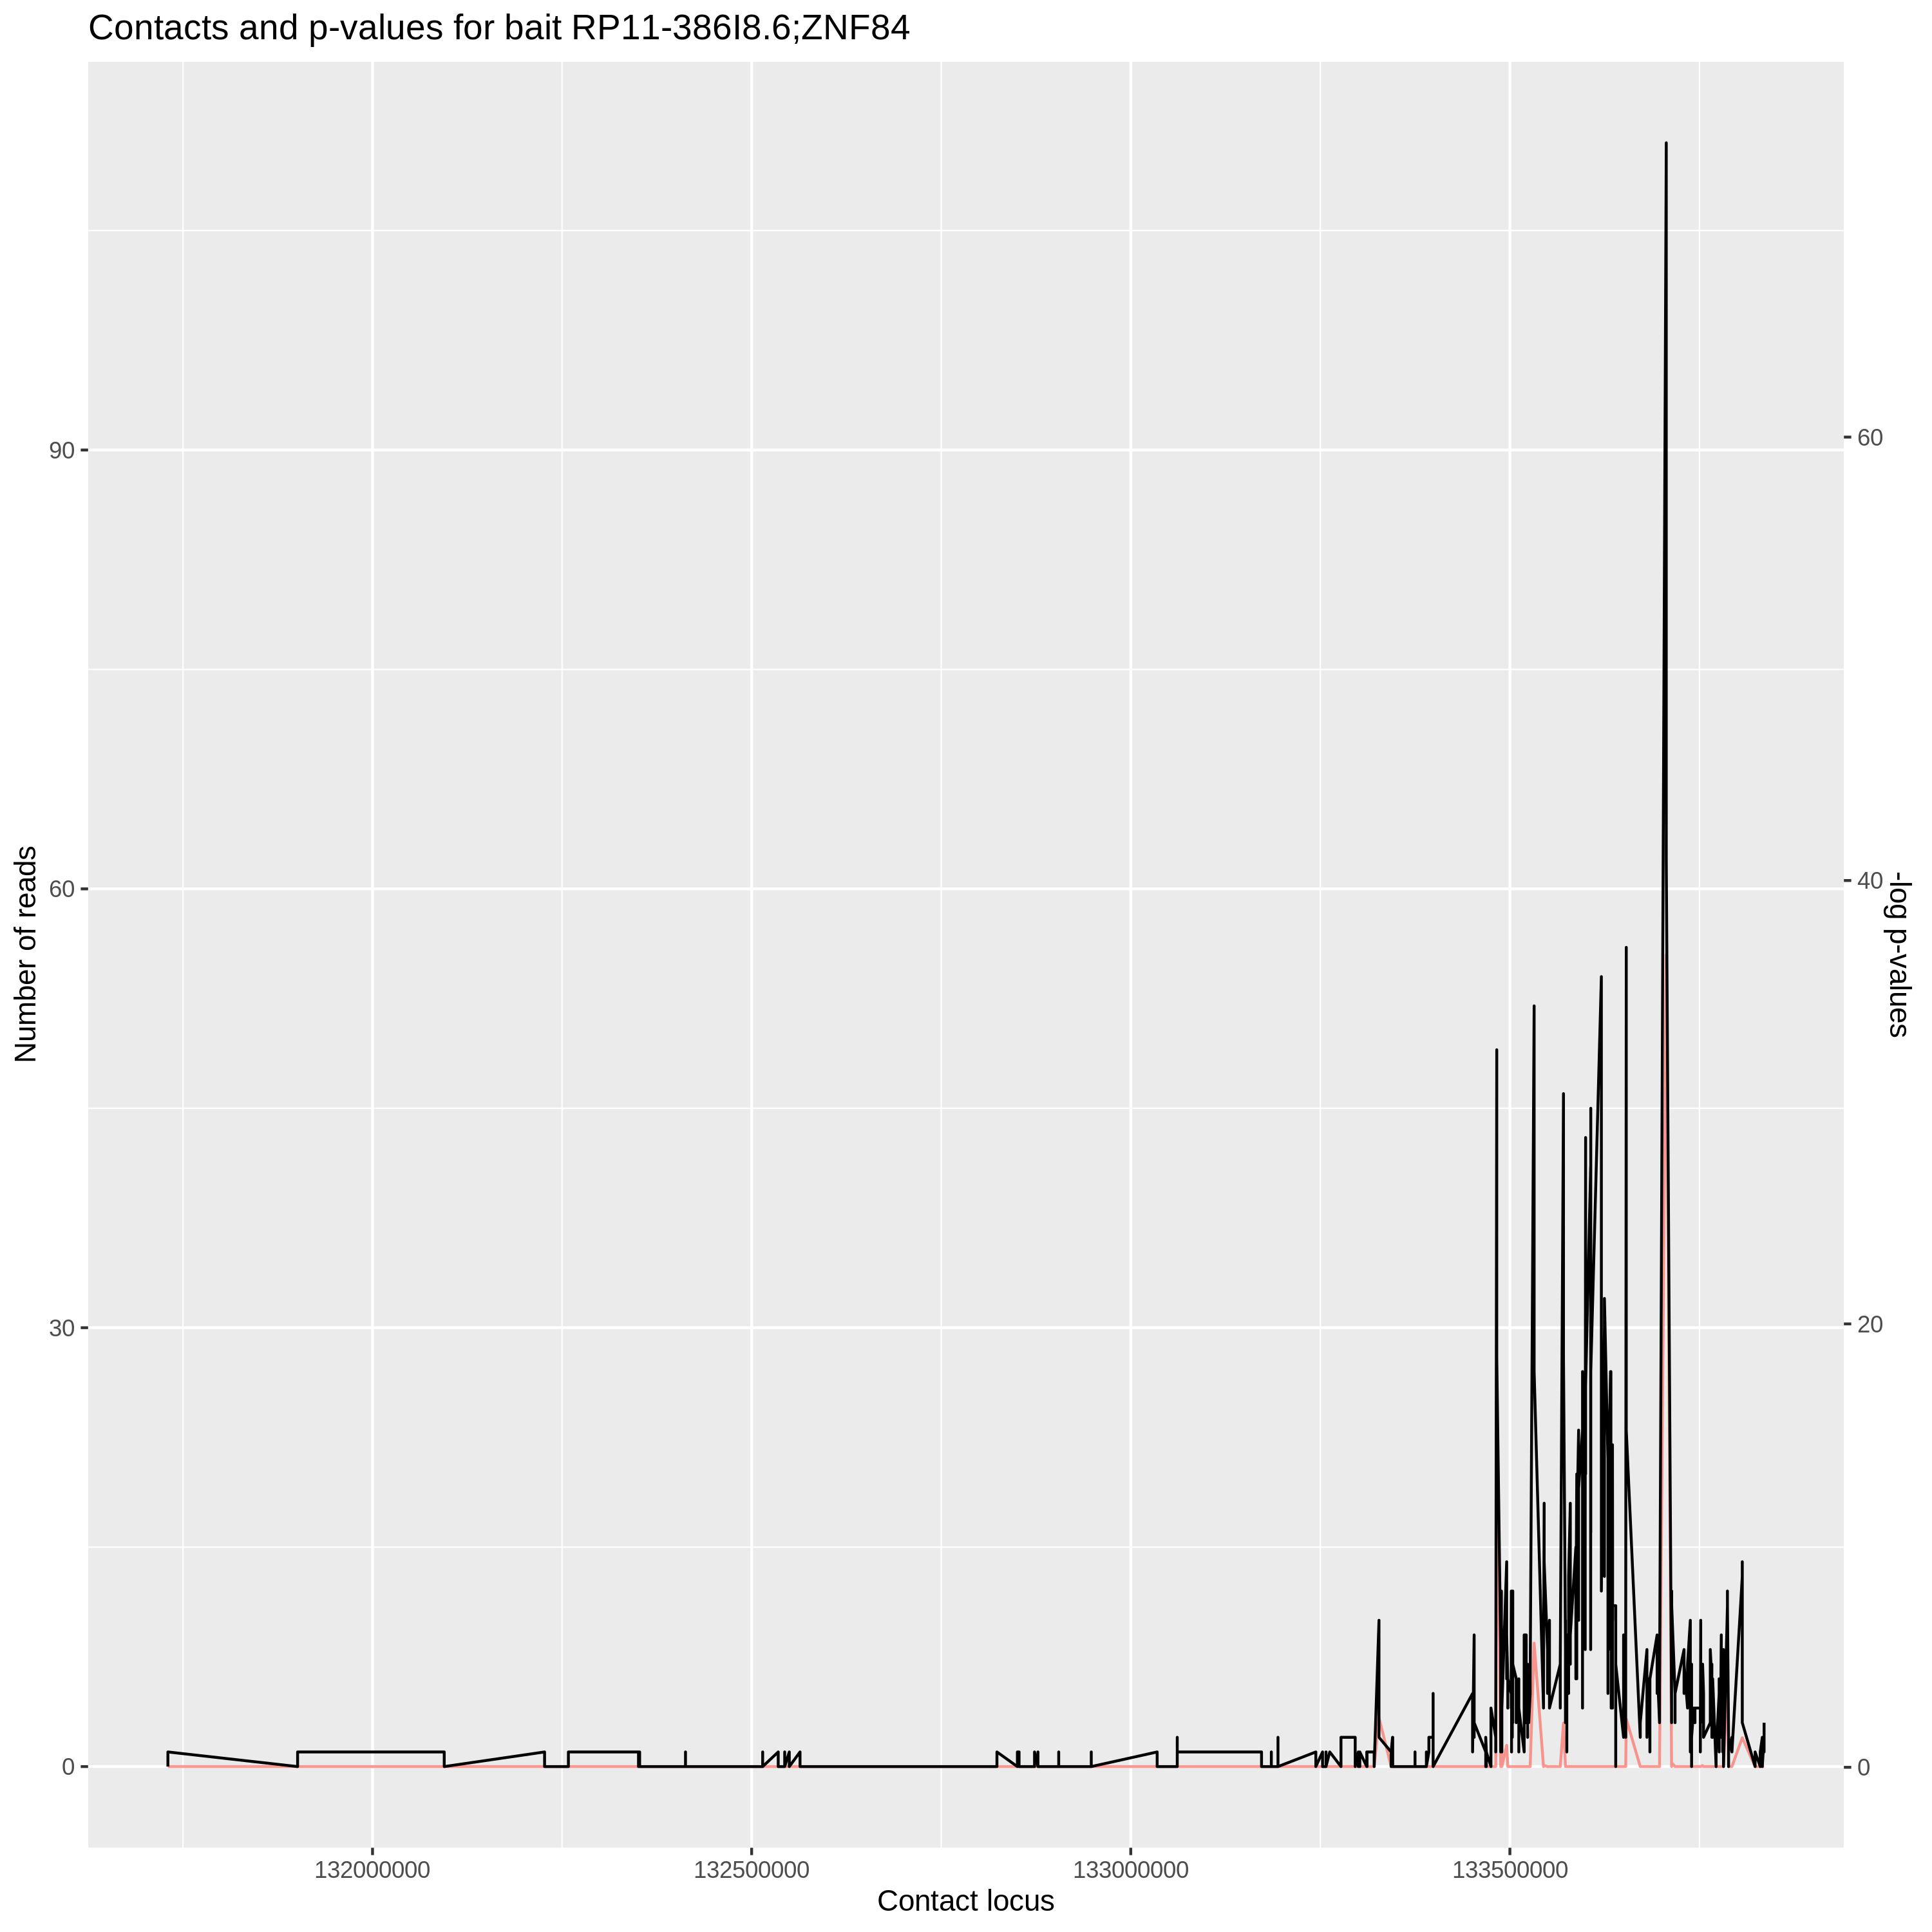 Contacts and p-values for bait RP11-386I8.6;ZNF84
90
60
30
0
Number of reads
60
40
20
0
-log p-values
132000000 132500000 133000000 133500000
Contact locus